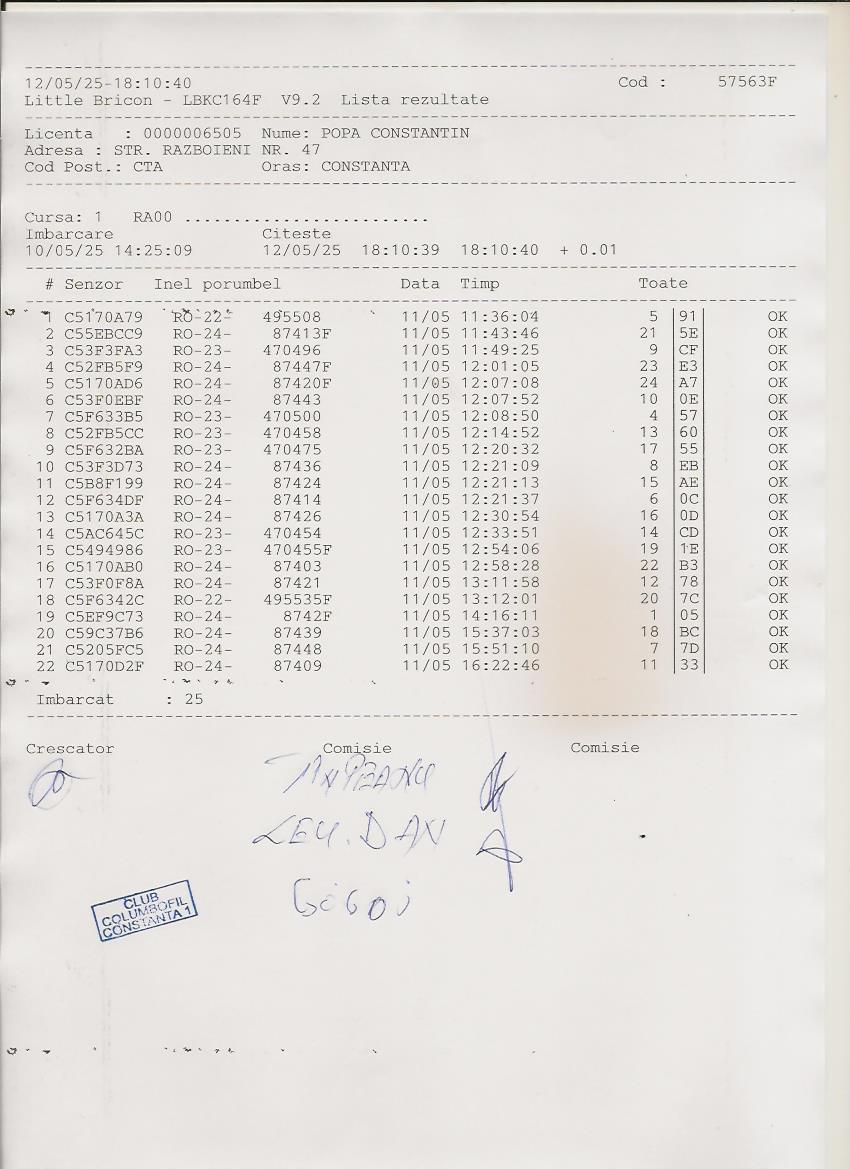 12/05/25-18:10:40 Cod : 57563F
Little Bricon - LBKC164F V9.2 Lista rezultate
Licenta : 0000006505 Nume: POPA CONSTANTIN
Adresa : STR. RAZBOIENI NR. 47
Cod Post.: CTA Oras: CONSTANTA
Cursa: 1 RA00 .........................
Imbarcare Citeste
10/05/25 14:25:09 12/05/25 18:10:39 18:10:40 + 0.01
# Senzor Inel porumbel Data Timp Toate
1 C5170A79 RO-22- 495508 11/05 11:36:04 5 91 OK
2 C55EBCC9 RO-24- 87413F 11/05 11:43:46 21 5E OK
3 C53F3FA3 RO-23- 470496 11/05 11:49:25 9 CF OK
4 C52FB5F9 RO-24- 87447F 11/05 12:01:05 23 E3 OK
5 C5170AD6 RO-24- 87420F 11/05 12:07:08 24 A7 OK
6 C53F0EBF RO-24- 87443 11/05 12:07:52 10 0E OK
7 C5F633B5 RO-23- 470500 11/05 12:08:50 4 57 OK
8 C52FB5CC RO-23- 470458 11/05 12:14:52 13 60 OK
9 C5F632BA RO-23- 470475 11/05 12:20:32 17 55 OK
10 C53F3D73 RO-24- 87436 11/05 12:21:09 8 EB OK
11 C5B8F199 RO-24- 87424 11/05 12:21:13 15 AE OK
12 C5F634DF RO-24- 87414 11/05 12:21:37 6 0C OK
13 C5170A3A RO-24- 87426 11/05 12:30:54 16 0D OK
14 C5AC645C RO-23- 470454 11/05 12:33:51 14 CD OK
15 C5494986 RO-23- 470455F 11/05 12:54:06 19 1E OK
16 C5170AB0 RO-24- 87403 11/05 12:58:28 22 B3 OK
17 C53F0F8A RO-24- 87421 11/05 13:11:58 12 78 OK
18 C5F6342C RO-22- 495535F 11/05 13:12:01 20 7C OK
19 C5EF9C73 RO-24- 8742F 11/05 14:16:11 1 05 OK
20 C59C37B6 RO-24- 87439 11/05 15:37:03 18 BC OK
21 C5205FC5 RO-24- 87448 11/05 15:51:10 7 7D OK
22 C5170D2F RO-24- 87409 11/05 16:22:46 11 33 OK
Imbarcat : 25
Crescator Comisie Comisie
LEU. DAN
CLUB
COLUMBOFIL
CONSTANTA 1